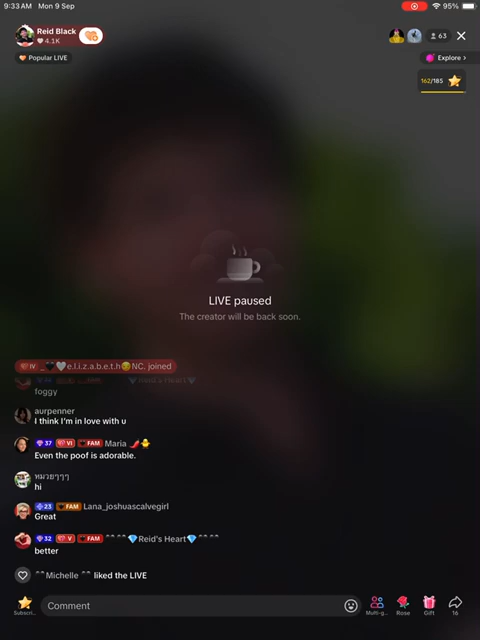 9:33 AM Mon 9 Sep
95%
Reid Black
4.1K
63
Popular LIVE
Explore >
162/185
LIVE paused
The creator will be back soon.
IV _🖤🤍e.l.i.z.a.b.e.t.h😏NC. joined
foggy
aurpenner
I think I'm in love with u
37 VI FAM Maria 🌶️🐥
Even the poof is adorable.
หมวยๆๆๆ
hi
23 FAM Lana_joshuascalvegirl
Great
32 V FAM ^^ ^^💎Reid's Heart💎^^ ^^
better
^^Michelle ^^ liked the LIVE
Subscri...
Comment
Multi-g...
Rose
Gift
16